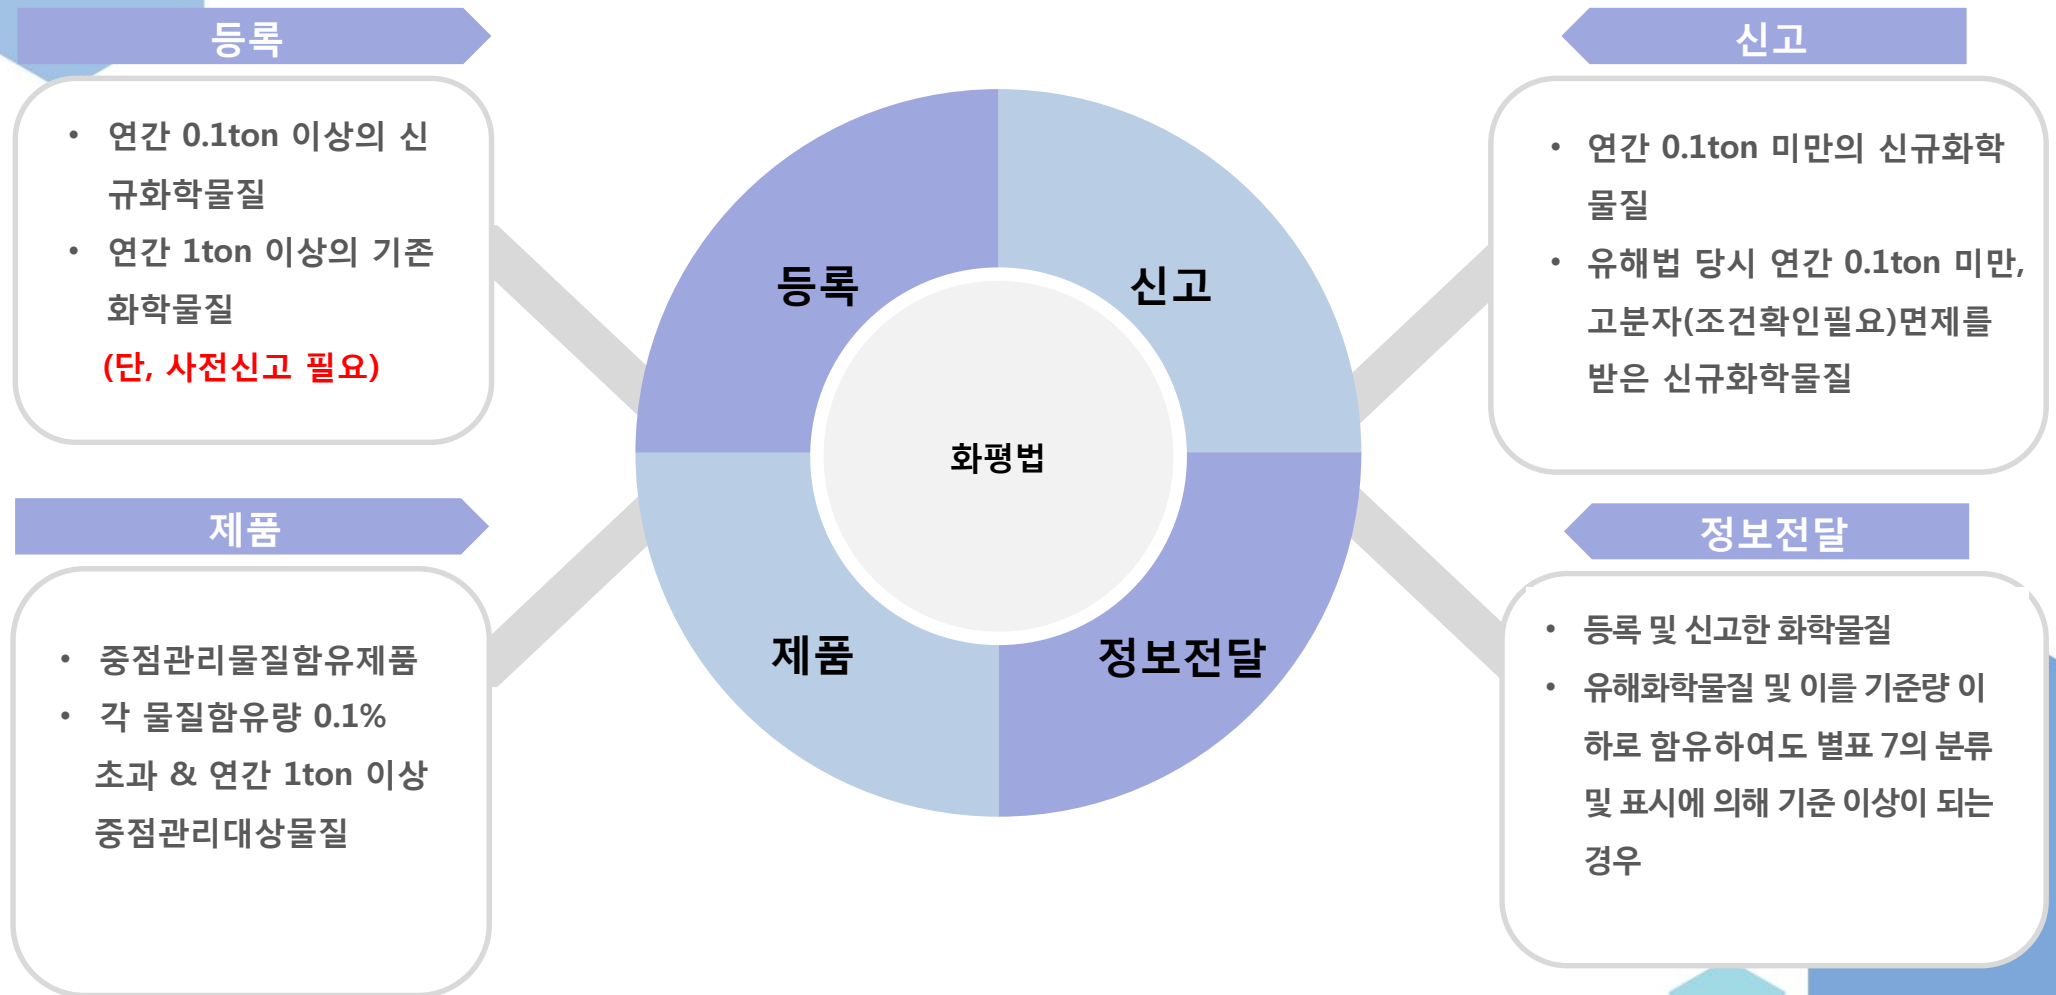 등록
• 연간 0.1ton 이상의 신
규화학물질
• 연간 1ton 이상의 기존
화학물질
(단, 사전신고 필요)
신고
• 연간 0.1ton 미만의 신규화학
물질
• 유해법 당시 연간 0.1ton 미만,
고분자(조건확인필요)면제를
받은 신규화학물질
등록
신고
화평법
제품
정보전달
제품
• 중점관리물질함유제품
• 각 물질함유량 0.1%
초과 & 연간 1ton 이상
중점관리대상물질
정보전달
• 등록 및 신고한 화학물질
• 유해화학물질 및 이를 기준량 이
하로 함유하여도 별표 7의 분류
및 표시에 의해 기준 이상이 되는
경우